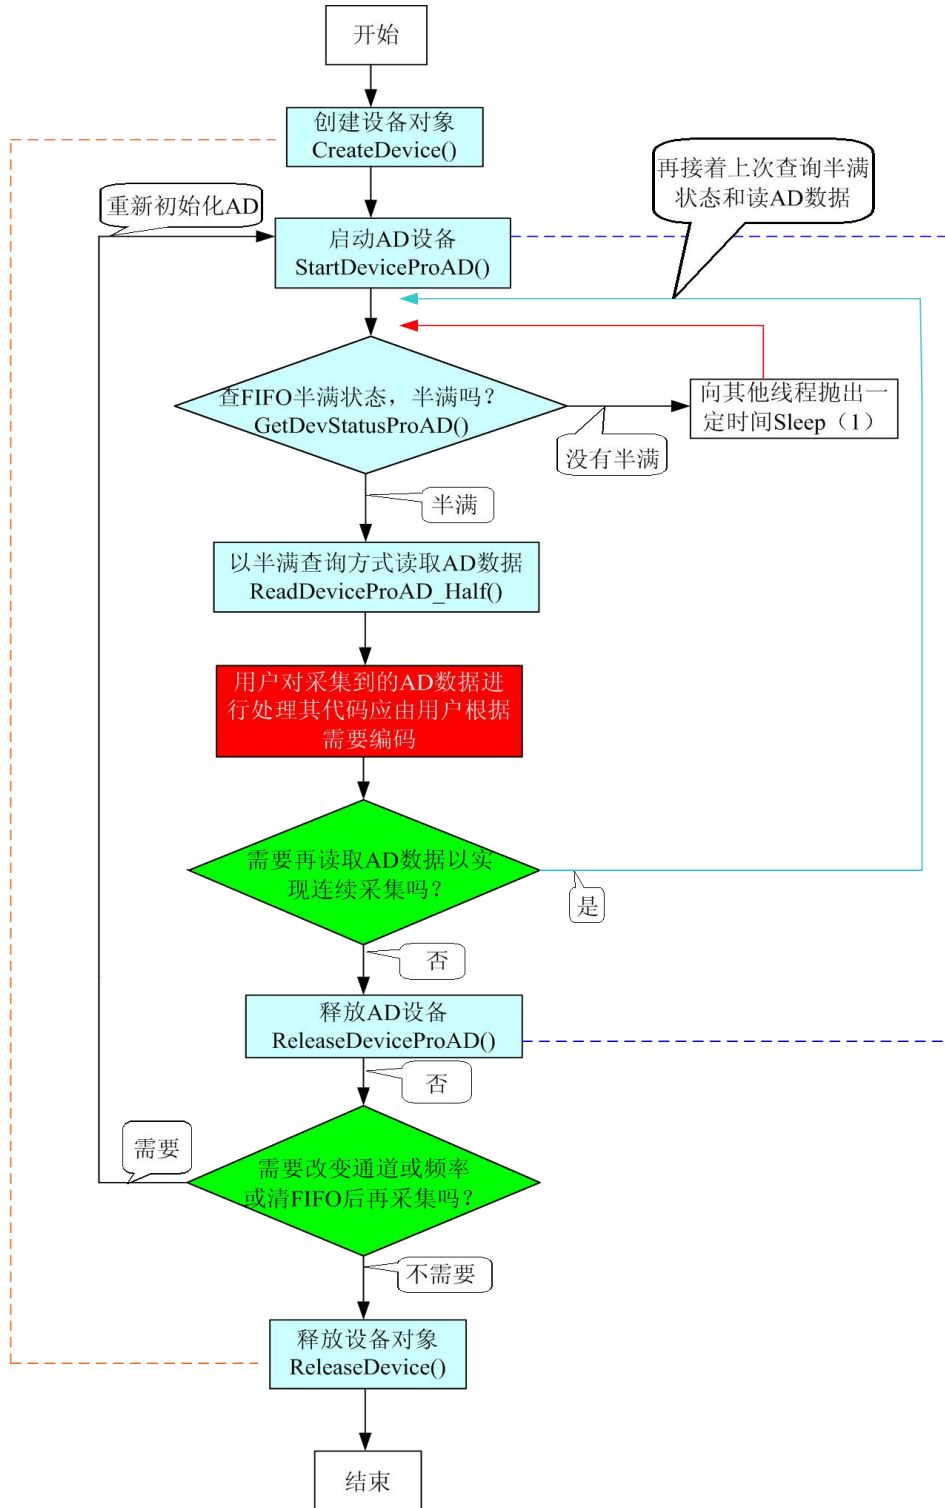 开始
创建设备对象
CreateDevice()
再接着上次查询半满
状态和读AD数据
重新初始化AD
启动AD设备
StartDeviceProAD()
查FIFO半满状态，半满吗？
GetDevStatusProAD()
向其他线程抛出一
定时间Sleep（1）
没有半满
半满
以半满查询方式读取AD数据
ReadDeviceProAD_Half()
用户对采集到的AD数据进
行处理其代码应由用户根据
需要编码
需要再读取AD数据以实
现连续采集吗？
是
否
释放AD设备
ReleaseDeviceProAD()
否
需要
需要改变通道或频率
或清FIFO后再采集吗？
不需要
释放设备对象
ReleaseDevice()
结束